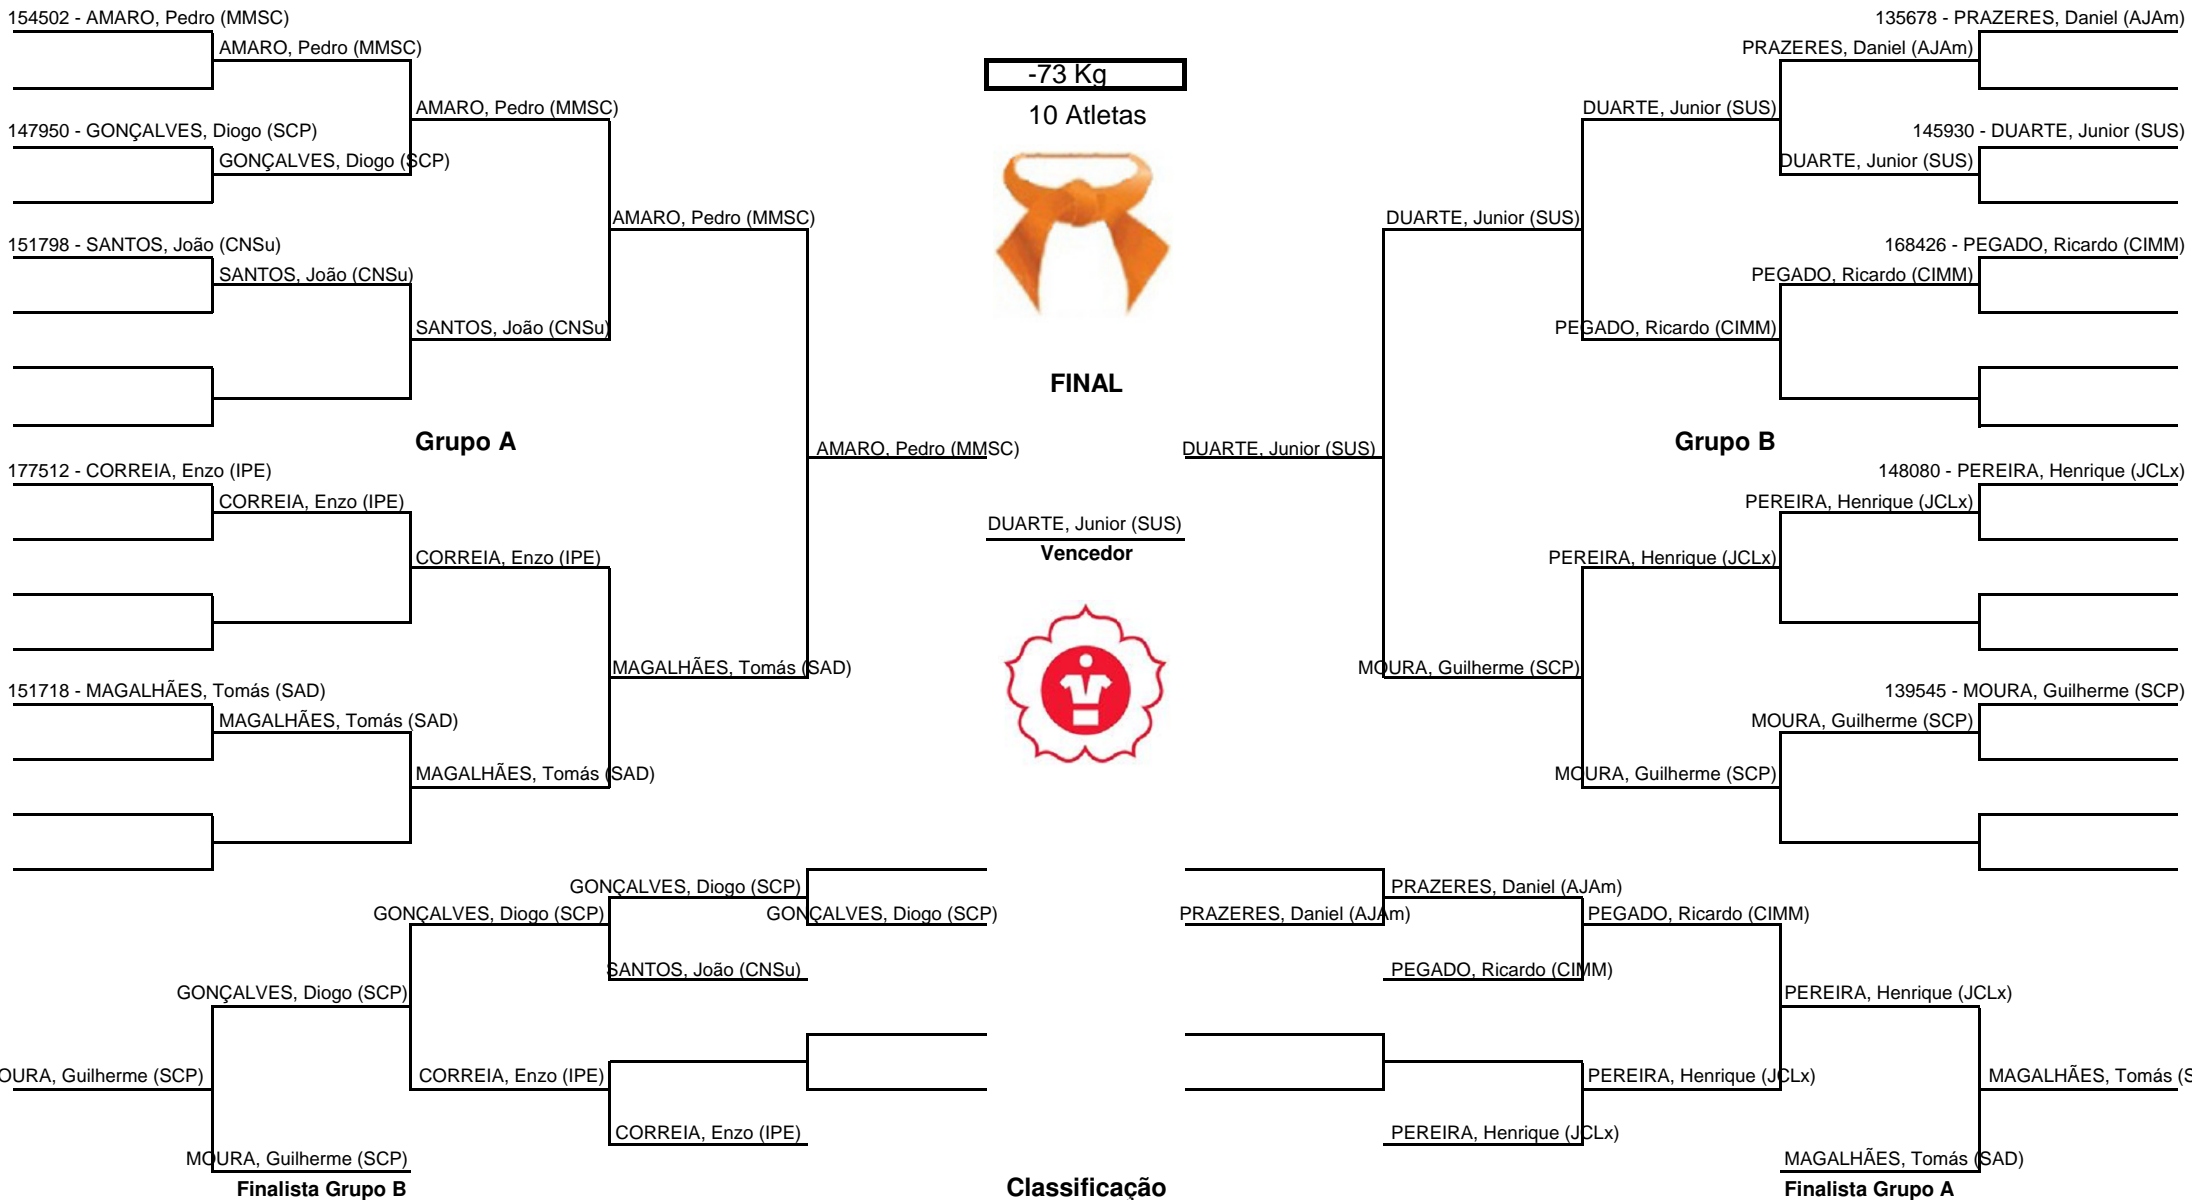 154502 - AMARO, Pedro (MMSC)
135678 - PRAZERES, Daniel (AJAm)
AMARO, Pedro (MMSC)
PRAZERES, Daniel (AJAm)
-73 Kg
AMARO, Pedro (MMSC)
10 Atletas
DUARTE, Junior (SUS)
147950 - GONÇALVES, Diogo (SCP)
145930 - DUARTE, Junior (SUS)
GONÇALVES, Diogo (SCP)
DUARTE, Junior (SUS)
AMARO, Pedro (MMSC)
DUARTE, Junior (SUS)
151798 - SANTOS, João (CNSu)
168426 - PEGADO, Ricardo (CIMM)
SANTOS, João (CNSu)
PEGADO, Ricardo (CIMM)
SANTOS, João (CNSu)
PEGADO, Ricardo (CIMM)
FINAL
Grupo A
Grupo B
AMARO, Pedro (MMSC)
DUARTE, Junior (SUS)
177512 - CORREIA, Enzo (IPE)
148080 - PEREIRA, Henrique (JCLx)
CORREIA, Enzo (IPE)
PEREIRA, Henrique (JCLx)
DUARTE, Junior (SUS)
Vencedor
CORREIA, Enzo (IPE)
PEREIRA, Henrique (JCLx)
MAGALHÃES, Tomás (SAD)
MOURA, Guilherme (SCP)
151718 - MAGALHÃES, Tomás (SAD)
139545 - MOURA, Guilherme (SCP)
MAGALHÃES, Tomás (SAD)
MOURA, Guilherme (SCP)
MAGALHÃES, Tomás (SAD)
MOURA, Guilherme (SCP)
GONÇALVES, Diogo (SCP)
PRAZERES, Daniel (AJAm)
GONÇALVES, Diogo (SCP)
GONÇALVES, Diogo (SCP)
PRAZERES, Daniel (AJAm)
PEGADO, Ricardo (CIMM)
SANTOS, João (CNSu)
PEGADO, Ricardo (CIMM)
GONÇALVES, Diogo (SCP)
PEREIRA, Henrique (JCLx)
OURA, Guilherme (SCP)
CORREIA, Enzo (IPE)
PEREIRA, Henrique (JCLx)
MAGALHÃES, Tomás (S
CORREIA, Enzo (IPE)
PEREIRA, Henrique (JCLx)
MOURA, Guilherme (SCP)
MAGALHÃES, Tomás (SAD)
Finalista Grupo B
Classificação
Finalista Grupo A